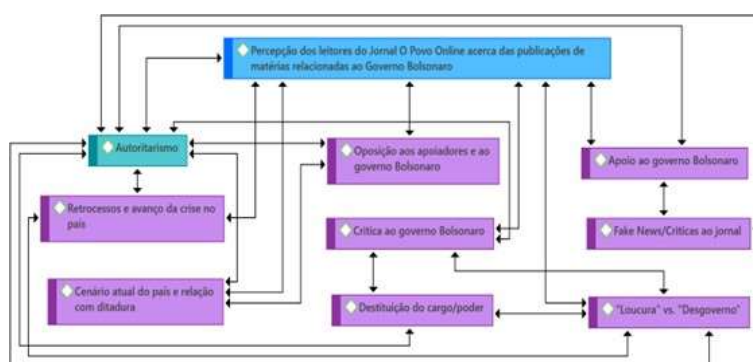 Percepção dos leitores do Jornal O Povo Online acerca das publicações de
matérias relacionadas ao Governo Bolsonaro
Autoritarismo
Oposição aos apoiadores e ao
governo Bolsonaro
Apoio ao governo Bolsonaro
Retrocessos e avanço da crise no
país
Crítica ao governo Bolsonaro
Fake News/Críticas ao jornal
Cenário atual do país e relação
com ditadura
Destituição do cargo/poder
"Loucura" vs. "Desgoverno"